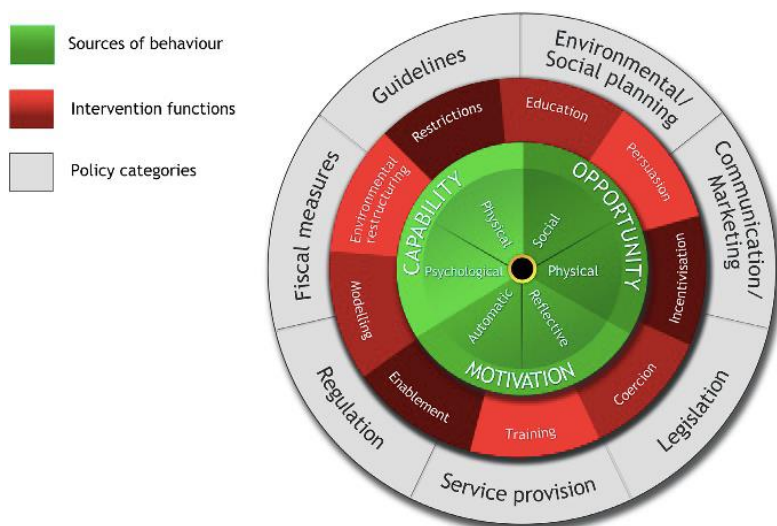 Sources of behaviour
Intervention functions
Policy categories
Guidelines
Environmental/
Social planning
Communication/
Marketing
Legislation
Service provision
Regulation
Fiscal measures
Restrictions
Education
Persuasion
Incentivisation
Coercion
Training
Enablement
Modelling
Environmental
restructuring
CAPABILITY
OPPORTUNITY
MOTIVATION
Physical
Social
Psychological
Physical
Automatic
Reflective